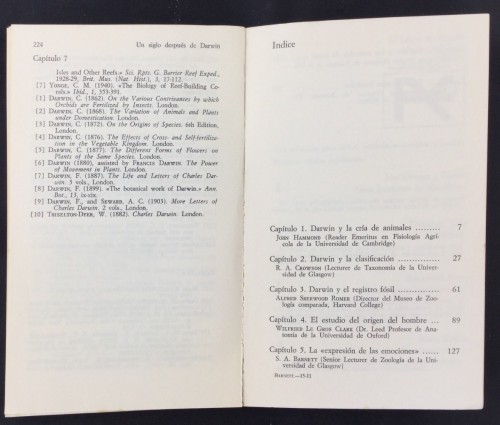 224 Un siglo después de Darwin
Capítulo 7
Isles and Other Reefs.» Sci. Rpts. G. Barrier Reef Exped.,
1928-29, Brit. Mus. (Nat. Hist.), 3, 17-112.
[7] YONGE, C. M. (1940). «The Biology of Reef-Building Co-
rals.» Ibid., 1, 353-391.
[1] DARWIN, C. (1862). On the Various Contrivances by which
Orchids are Fertilized by Insects. London.
[2] DARWIN, C. (1868). The Variation of Animals and Plants
under Domestication. London.
[3] DARWIN, C. (1872). On the Origins of Species. 6th Edition,
London.
[4] DARWIN, C. (1876). The Effects of Cross- and Self-fertiliza-
tion in the Vegetable Kingdom. London.
[5] DARWIN, C. (1877). The Different Forms of Flowers on
Plants of the Same Species. London.
[6] DARWIN (1880), assisted by FRANCIS DARWIN. The Power
of Movement in Plants. London.
[7] DARWIN, F. (1887). The Life and Letters of Charles Dar-
win. 3 vols., London.
[8] DARWIN, F. (1899). «The botanical work of Darwin.» Ann.
Bot., 13, ix-xix.
[9] DARWIN, F., and SEWARD, A. C. (1903). More Letters of
Charles Darwin. 2 vols., London.
[10] THISELTON-DYER, W. (1882). Charles Darwin. London.
Indice
Capítulo 1. Darwin y la cría de animales ............ 7
JOHN HAMMOND (Reader Emeritus en Fisiología Agrí-
cola de la Universidad de Cambridge)
Capítulo 2. Darwin y la clasificación ............... 27
R. A. CROWSON (Lecturer de Taxonomía de la Univer-
sidad de Glasgow)
Capítulo 3. Darwin y el registro fósil ............... 61
ALFRED SHERWOOD ROMER (Director del Museo de Zoo-
logía comparada, Harvard College)
Capítulo 4. El estudio del origen del hombre ... 89
WILFRED LE GROS CLARK (Dr. Lead Profesor de Ana-
tomía de la Universidad de Oxford)
Capítulo 5. La «expresión de las emociones» ...... 127
S. A. BARNETT (Senior Lecturer de Zoología de la Uni-
versidad de Glasgow)
BARNETT.—15-II